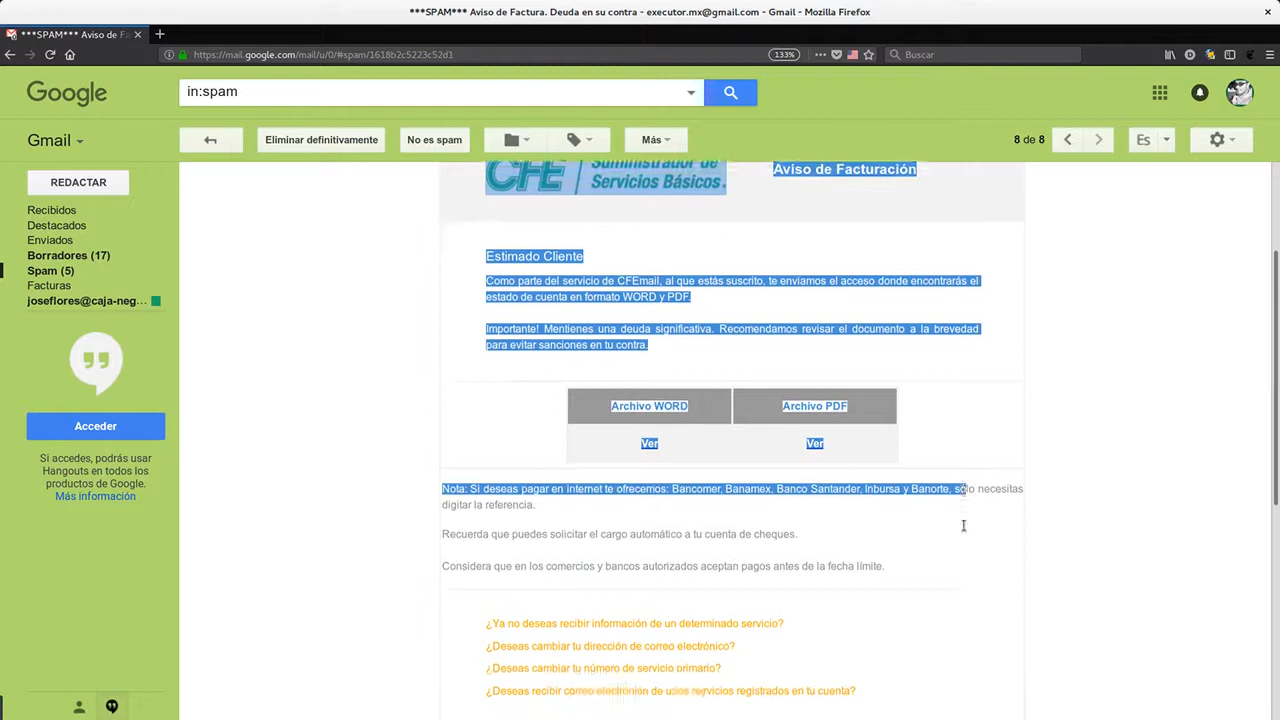 ***SPAM*** Aviso de Factura. Deuda en su contra - executor.mx@gmail.com - Gmail - Mozilla Firefox
***SPAM*** Aviso de Fa
https://mail.google.com/mail/u/0/#spam/1618b2c5223c52d1
133%
Buscar
Google
in:spam
Gmail
Eliminar definitivamente
No es spam
Más
8 de 8
Es
REDACTAR
Recibidos
Destacados
Enviados
Borradores (17)
Spam (5)
Facturas
joseflores@caja-neg...
Acceder
Si accedes, podrás usar
Hangouts en todos los
productos de Google.
Más información
CFE
Suministrador de
Servicios Básicos.
Aviso de Facturación
Estimado Cliente
Como parte del servicio de CFEmail, al que estás suscrito, te enviamos el acceso donde encontrarás el
estado de cuenta en formato WORD y PDF.
Importante! Mentienes una deuda significativa. Recomendamos revisar el documento a la brevedad
para evitar sanciones en tu contra.
Archivo WORD
Archivo PDF
Ver
Ver
Nota: Si deseas pagar en Internet te ofrecemos: Bancomer, Banamex, Banco Santander, Inbursa y Banorte, sólo necesitas
digitar la referencia.
Recuerda que puedes solicitar el cargo automático a tu cuenta de cheques.
Considera que en los comercios y bancos autorizados aceptan pagos antes de la fecha límite.
¿Ya no deseas recibir información de un determinado servicio?
¿Deseas cambiar tu dirección de correo electrónico?
¿Deseas cambiar tu número de servicio primario?
¿Deseas recibir correo de servicios registrados en tu cuenta?